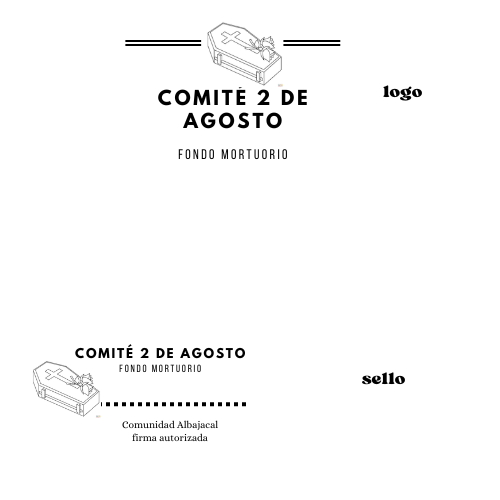 COMITÉ 2 DE
AGOSTO
logo
FONDO MORTUORIO
COMITÉ 2 DE AGOSTO
FONDO MORTUORIO
sello
Comunidad Albajacal
firma autorizada